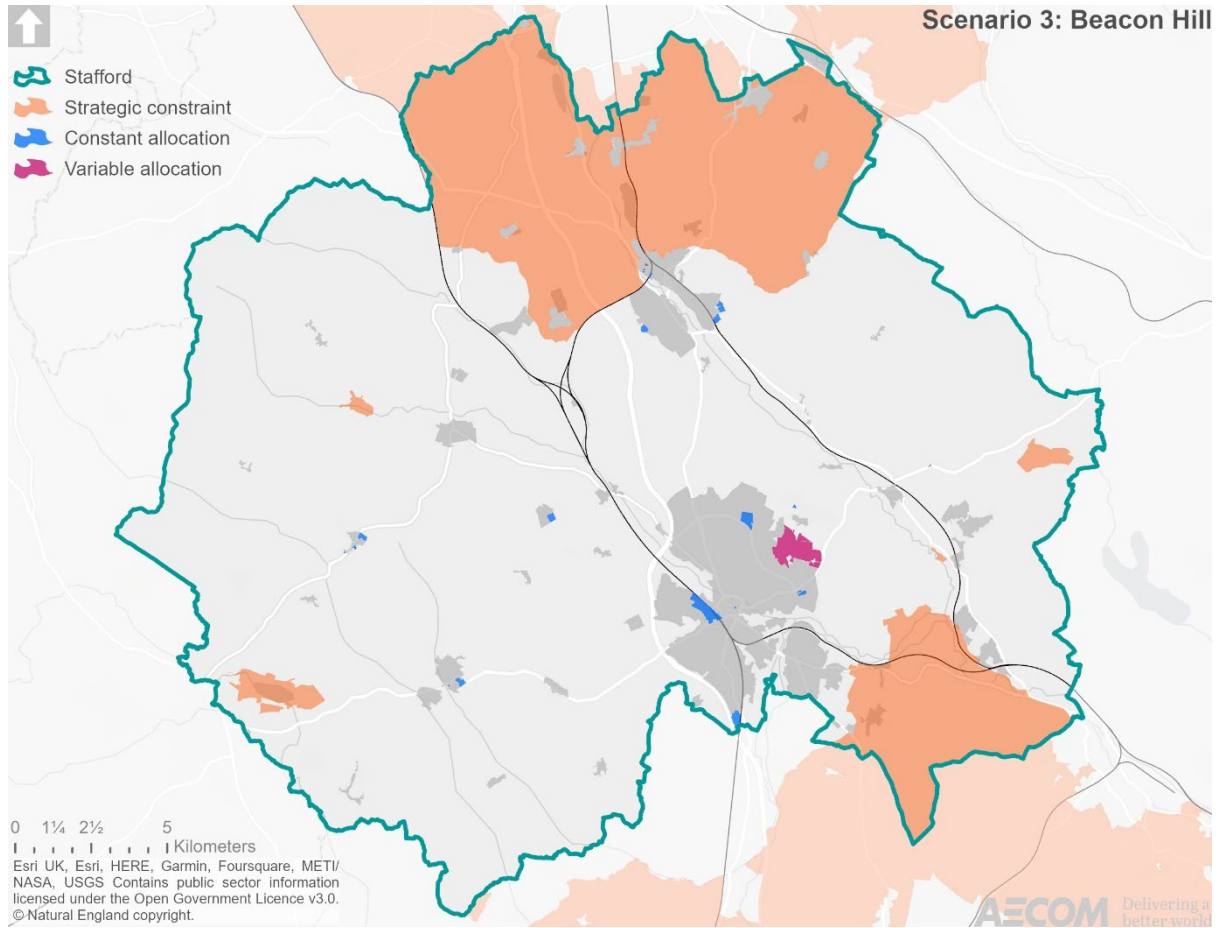 Scenario 3: Beacon Hill
Stafford
Strategic constraint
Constant allocation
Variable allocation
0 1¼ 2½ 5
Kilometers
Esri UK, Esri, HERE, Garmin, Foursquare, METI/
NASA, USGS Contains public sector information
licensed under the Open Government Licence v3.0.
© Natural England copyright.
AECOM Delivering a
better world